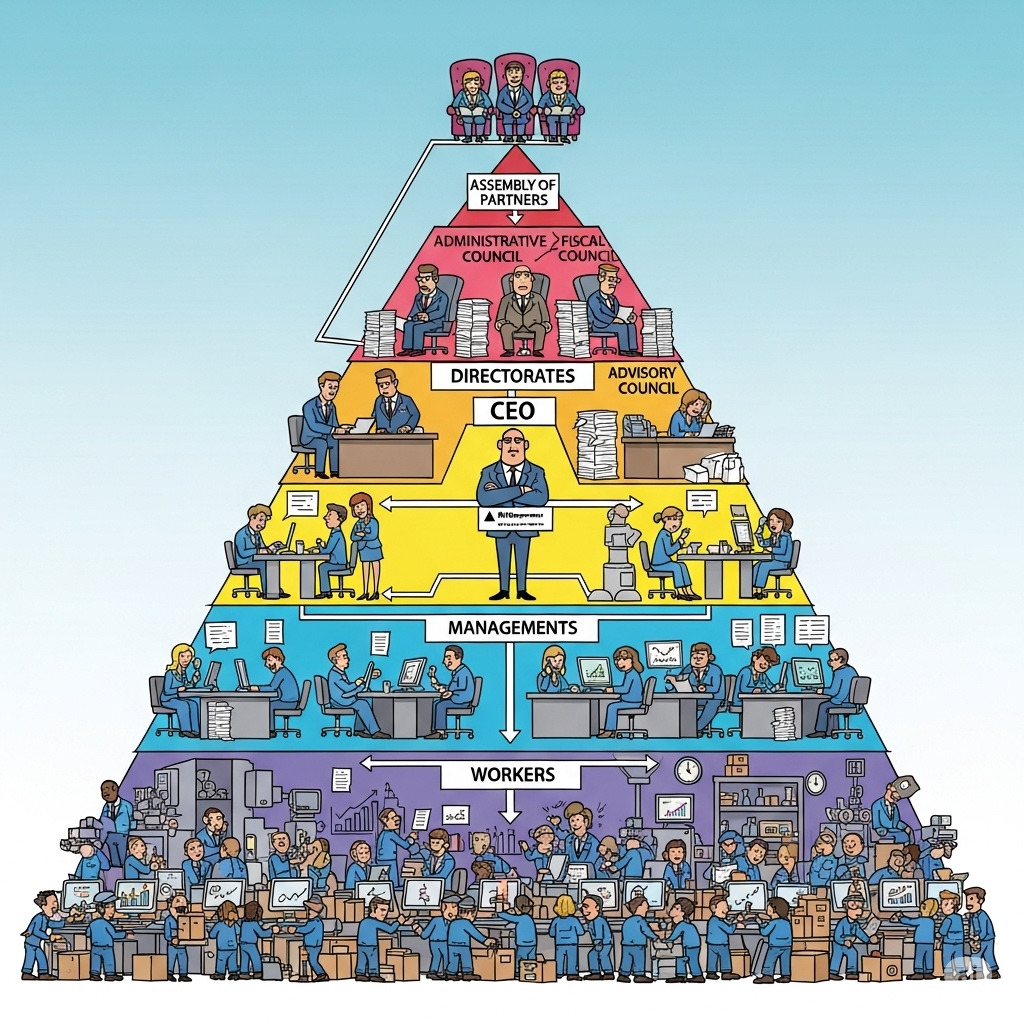 ASSEMBLY OF
PARTNERS
ADMINISTRATIVE
COUNCIL
FISCAL
COUNCIL
DIRECTORATES
ADVISORY
COUNCIL
CEO
MANAGEMENTS
WORKERS